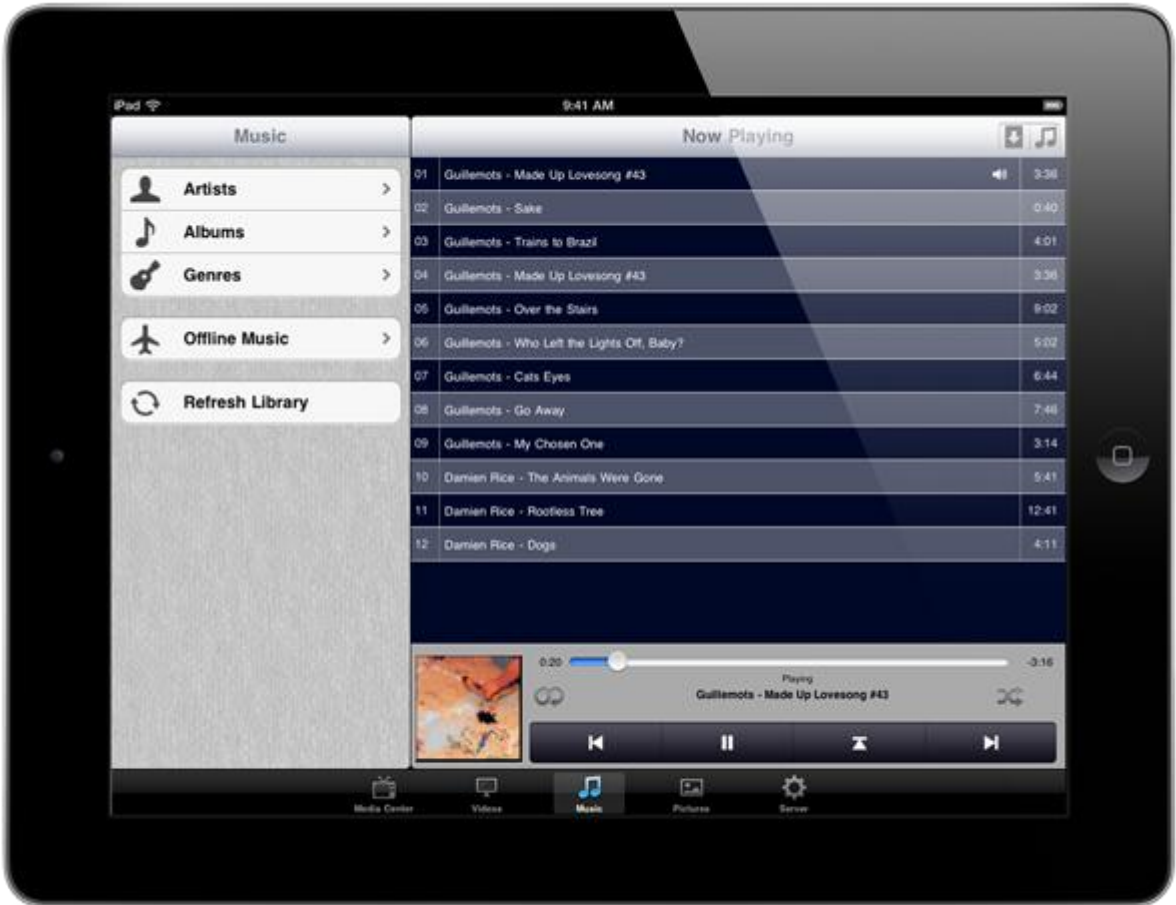 iPad
9:41 AM
Music
Now Playing
Artists
Albums
Genres
Offline Music
Refresh Library
01 Guillemots - Made Up Lovesong #43 3:36
02 Guillemots - Sake 0:40
03 Guillemots - Trains to Brazil 4:01
04 Guillemots - Made Up Lovesong #43 3:36
05 Guillemots - Over the Stairs 9:02
06 Guillemots - Who Left the Lights Off, Baby? 5:02
07 Guillemots - Cats Eyes 6:44
08 Guillemots - Go Away 7:46
09 Guillemots - My Chosen One 3:14
10 Damien Rice - The Animals Were Gone 5:41
11 Damien Rice - Rootless Tree 12:41
12 Damien Rice - Dogs 4:11
0:20 -3:16
Playing
Guillemots - Made Up Lovesong #43
Media Center Videos Music Pictures Server